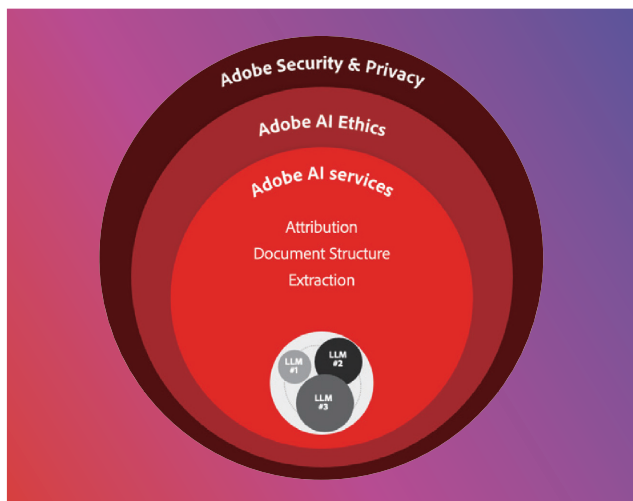 Adobe Security & Privacy
Adobe AI Ethics
Adobe AI services
Attribution
Document Structure
Extraction
LLM
#1
LLM
#2
LLM
#3